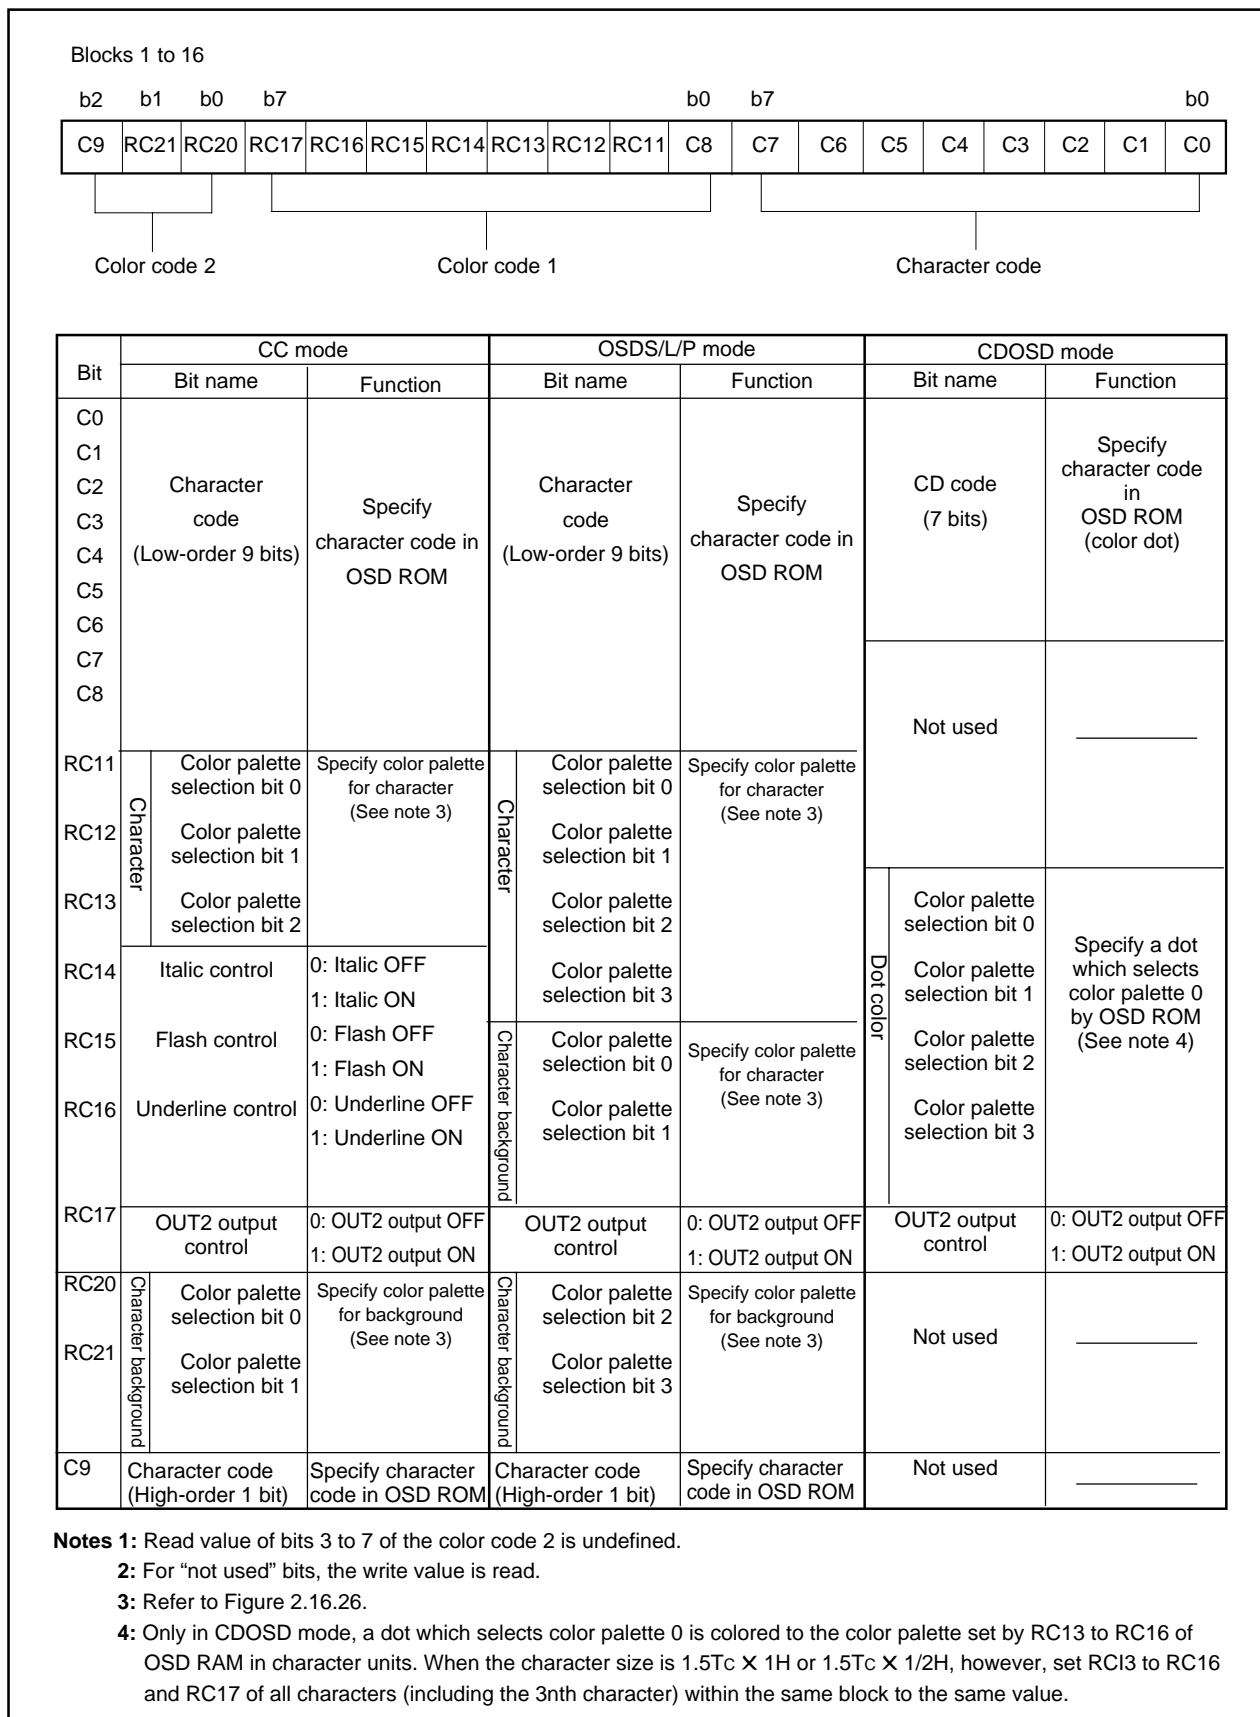 Blocks 1 to 16
b2 b1 b0 b7 b0 b7 b0
C9 RC21 RC20 RC17 RC16 RC15 RC14 RC13 RC12 RC11 C8 C7 C6 C5 C4 C3 C2 C1 C0
Color code 2 Color code 1 Character code
Bit
CC mode
OSDS/L/P mode
CDOSD mode
Bit name Function Bit name Function Bit name Function
C0
C1
C2
C3
C4
C5
C6
C7
C8
Character
code
(Low-order 9 bits)
Specify
character code in
OSD ROM
Character
code
(Low-order 9 bits)
Specify
character code in
OSD ROM
CD code
(7 bits)
Specify
character code
in
OSD ROM
(color dot)
Not used
RC11
RC12
RC13
Character
Color palette
selection bit 0
Color palette
selection bit 1
Color palette
selection bit 2
Specify color palette
for character
(See note 3)
Character
Color palette
selection bit 0
Color palette
selection bit 1
Color palette
selection bit 2
Color palette
selection bit 3
Specify color palette
for character
(See note 3)
Dot color
Color palette
selection bit 0
Color palette
selection bit 1
Color palette
selection bit 2
Color palette
selection bit 3
Specify a dot
which selects
color palette 0
by OSD ROM
(See note 4)
RC14
Italic control
0: Italic OFF
1: Italic ON
RC15
Flash control
0: Flash OFF
1: Flash ON
RC16
Underline control
0: Underline OFF
1: Underline ON
Character background
Color palette
selection bit 0
Color palette
selection bit 1
Specify color palette
for character
(See note 3)
RC17
OUT2 output
control
0: OUT2 output OFF
1: OUT2 output ON
OUT2 output
control
0: OUT2 output OFF
1: OUT2 output ON
OUT2 output
control
0: OUT2 output OFF
1: OUT2 output ON
RC20
RC21
Character background
Color palette
selection bit 0
Color palette
selection bit 1
Specify color palette
for background
(See note 3)
Character background
Color palette
selection bit 2
Color palette
selection bit 3
Specify color palette
for background
(See note 3)
Not used
C9
Character code
(High-order 1 bit)
Specify character
code in OSD ROM
Character code
(High-order 1 bit)
Specify character
code in OSD ROM
Not used
Notes 1: Read value of bits 3 to 7 of the color code 2 is undefined.
2: For “not used” bits, the write value is read.
3: Refer to Figure 2.16.26.
4: Only in CDOSD mode, a dot which selects color palette 0 is colored to the color palette set by RC13 to RC16 of
OSD RAM in character units. When the character size is 1.5TC X 1H or 1.5TC X 1/2H, however, set RCI3 to RC16
and RC17 of all characters (including the 3nth character) within the same block to the same value.